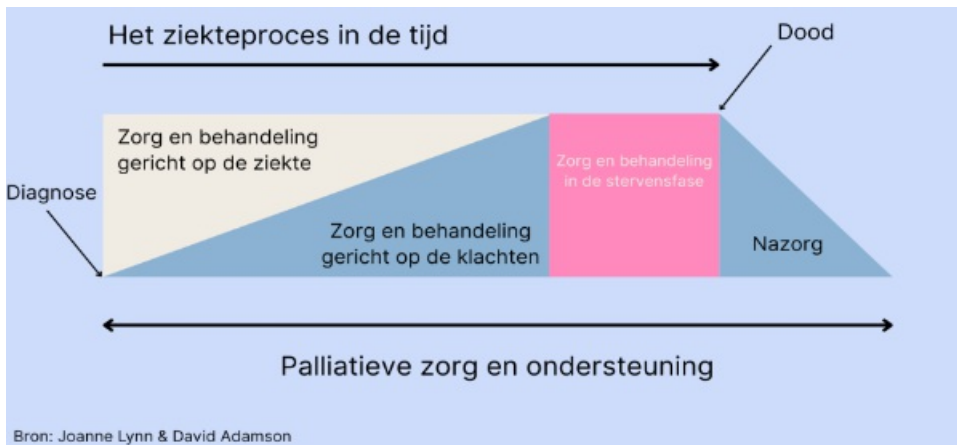 Het ziekteproces in de tijd
Dood
Zorg en behandeling
gericht op de ziekte
Diagnose
Zorg en behandeling
gericht op de klachten
Zorg en behandeling
in de stervensfase
Nazorg
Palliatieve zorg en ondersteuning
Bron: Joanne Lynn & David Adamson